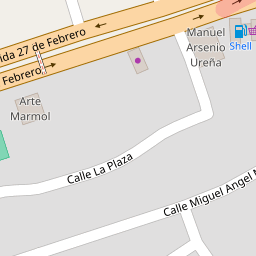 ida 27 de Febrero
Febrero
Manuel
Arsenio
Ureña
Shell
Arte
Marmol
Calle La Plaza
Calle Miguel Angel